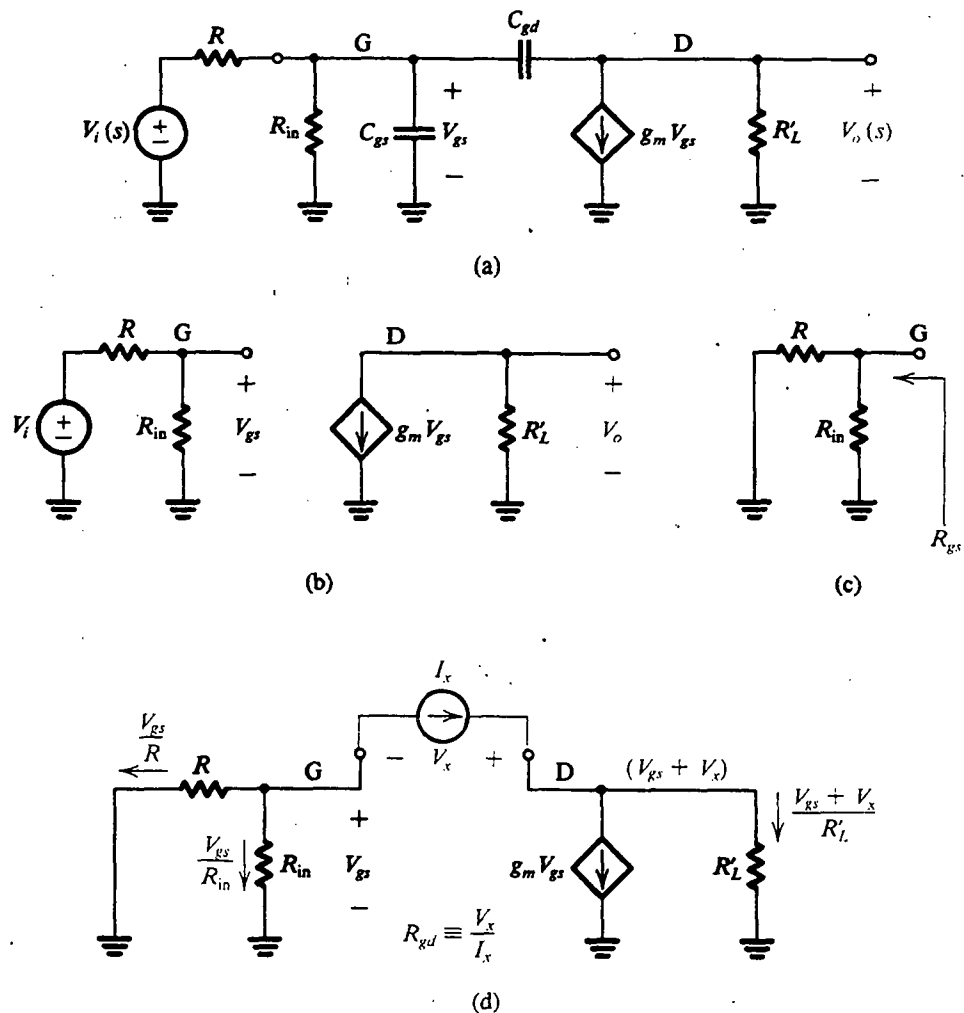 C_gd
R G D
+ +
V_i(s) + − R_in C_gs V_gs g_m V_gs R'_L V_o(s)
− −
(a)
R G D R G
+ +
V_i + − R_in V_gs g_m V_gs R'_L V_o R_in
− −
R_gs
(b) (c)
I_x
V_gs/R R G − V_x + D (V_gs + V_x)
(V_gs + V_x)/R'_L
+
V_gs/R_in R_in V_gs g_m V_gs R'_L
−
R_gd ≡ V_x/I_x
(d)